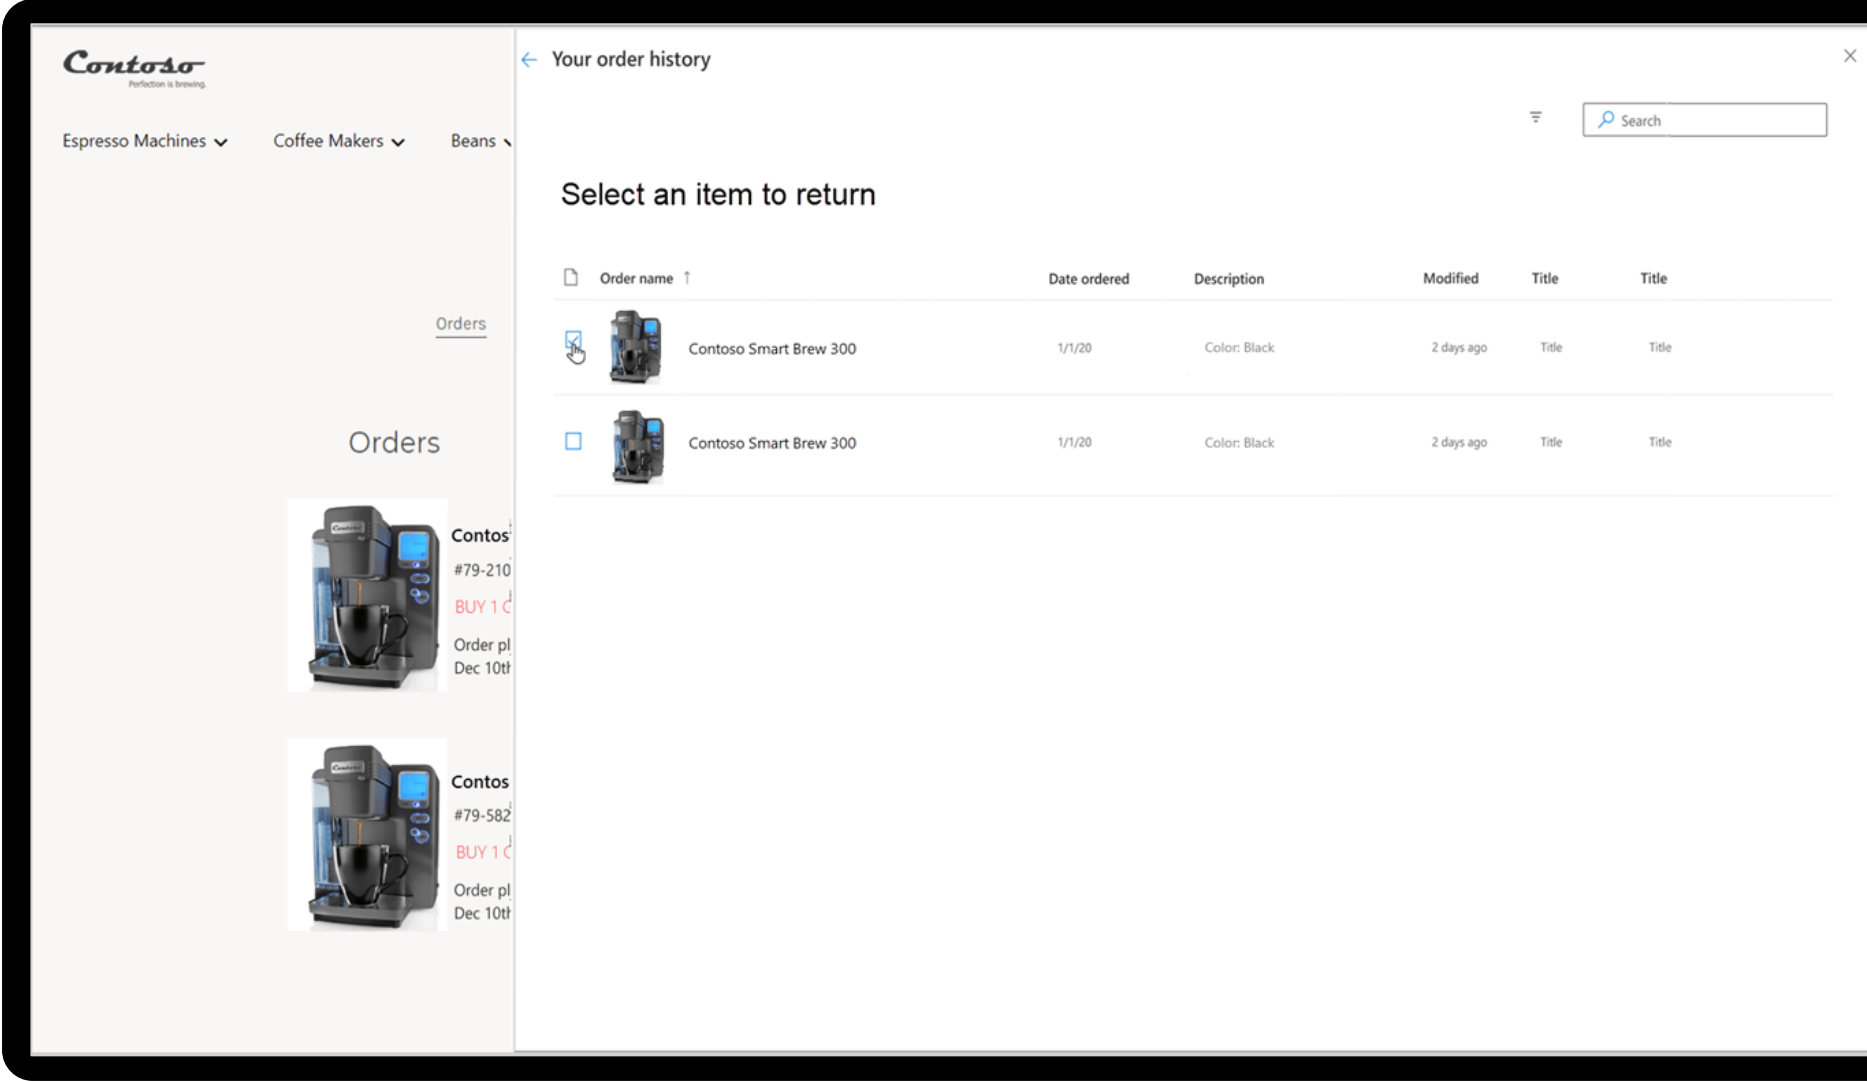 Contoso
Perfection is brewing.
Espresso Machines
Coffee Makers
Beans
Orders
Orders
Contos
#79-210
BUY 1
Order pl
Dec 10th
Contos
#79-582
BUY 1
Order pl
Dec 10th
Your order history
Search
Select an item to return
Order name ↑ Date ordered Description Modified Title Title
Contoso Smart Brew 300 1/1/20 Color: Black 2 days ago Title Title
Contoso Smart Brew 300 1/1/20 Color: Black 2 days ago Title Title